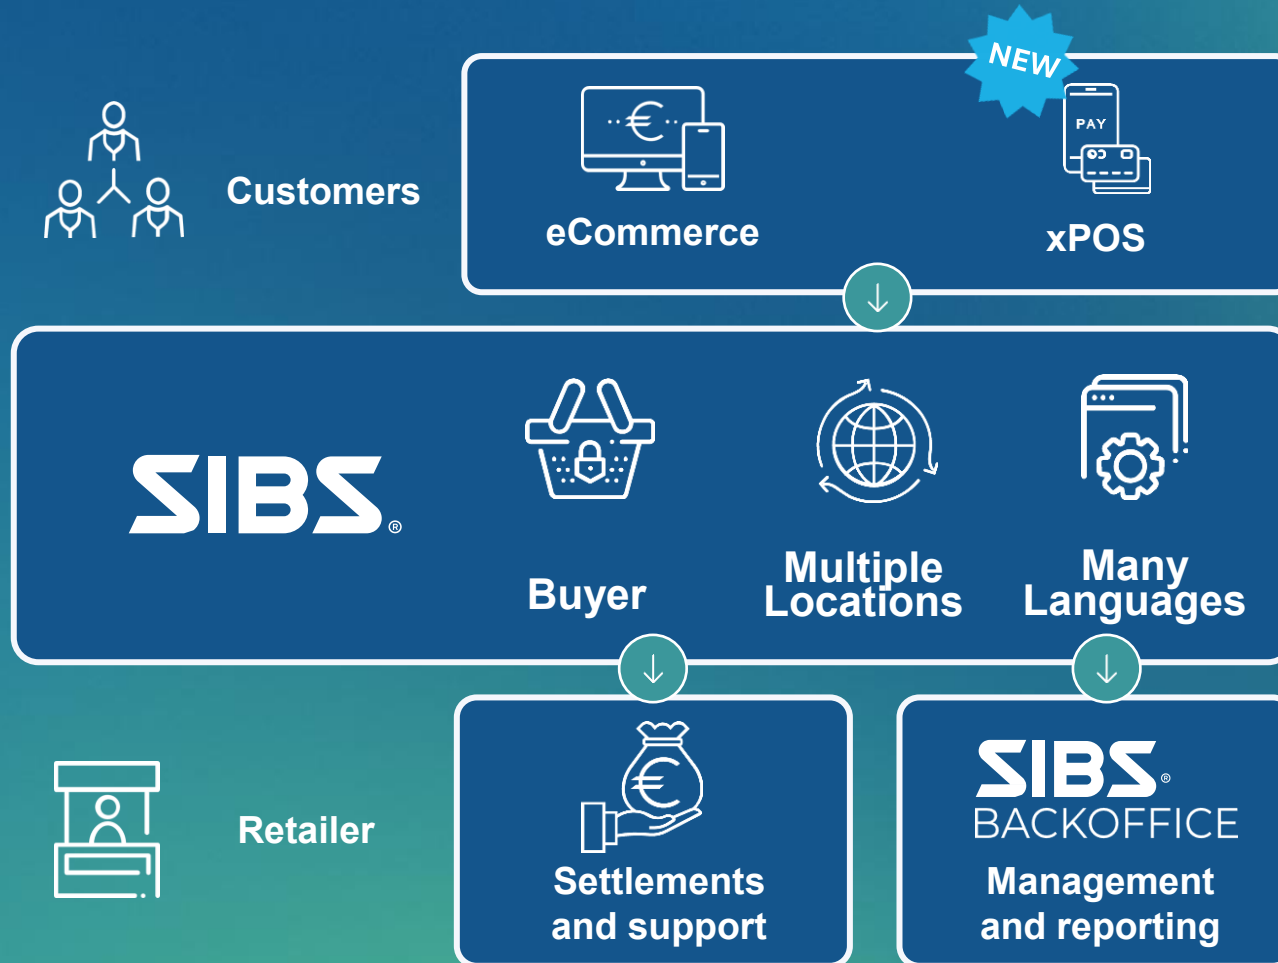 NEW
PAY
Customers
eCommerce
xPOS
SIBS®
Buyer
Multiple
Locations
Many
Languages
Retailer
Settlements
and support
SIBS®
BACKOFFICE
Management
and reporting